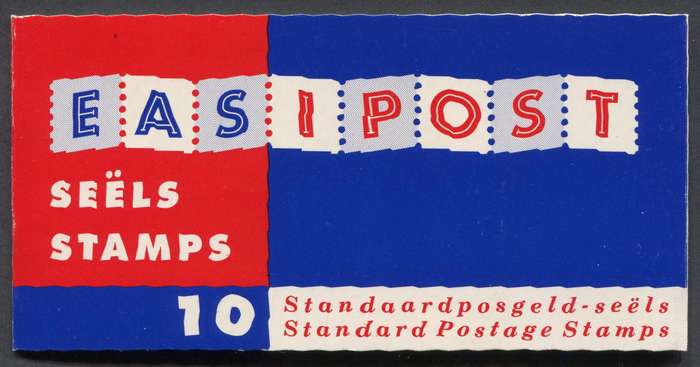 EASIPOST
SEËLS
STAMPS
10
Standaardposgeld-seëls
Standard Postage Stamps